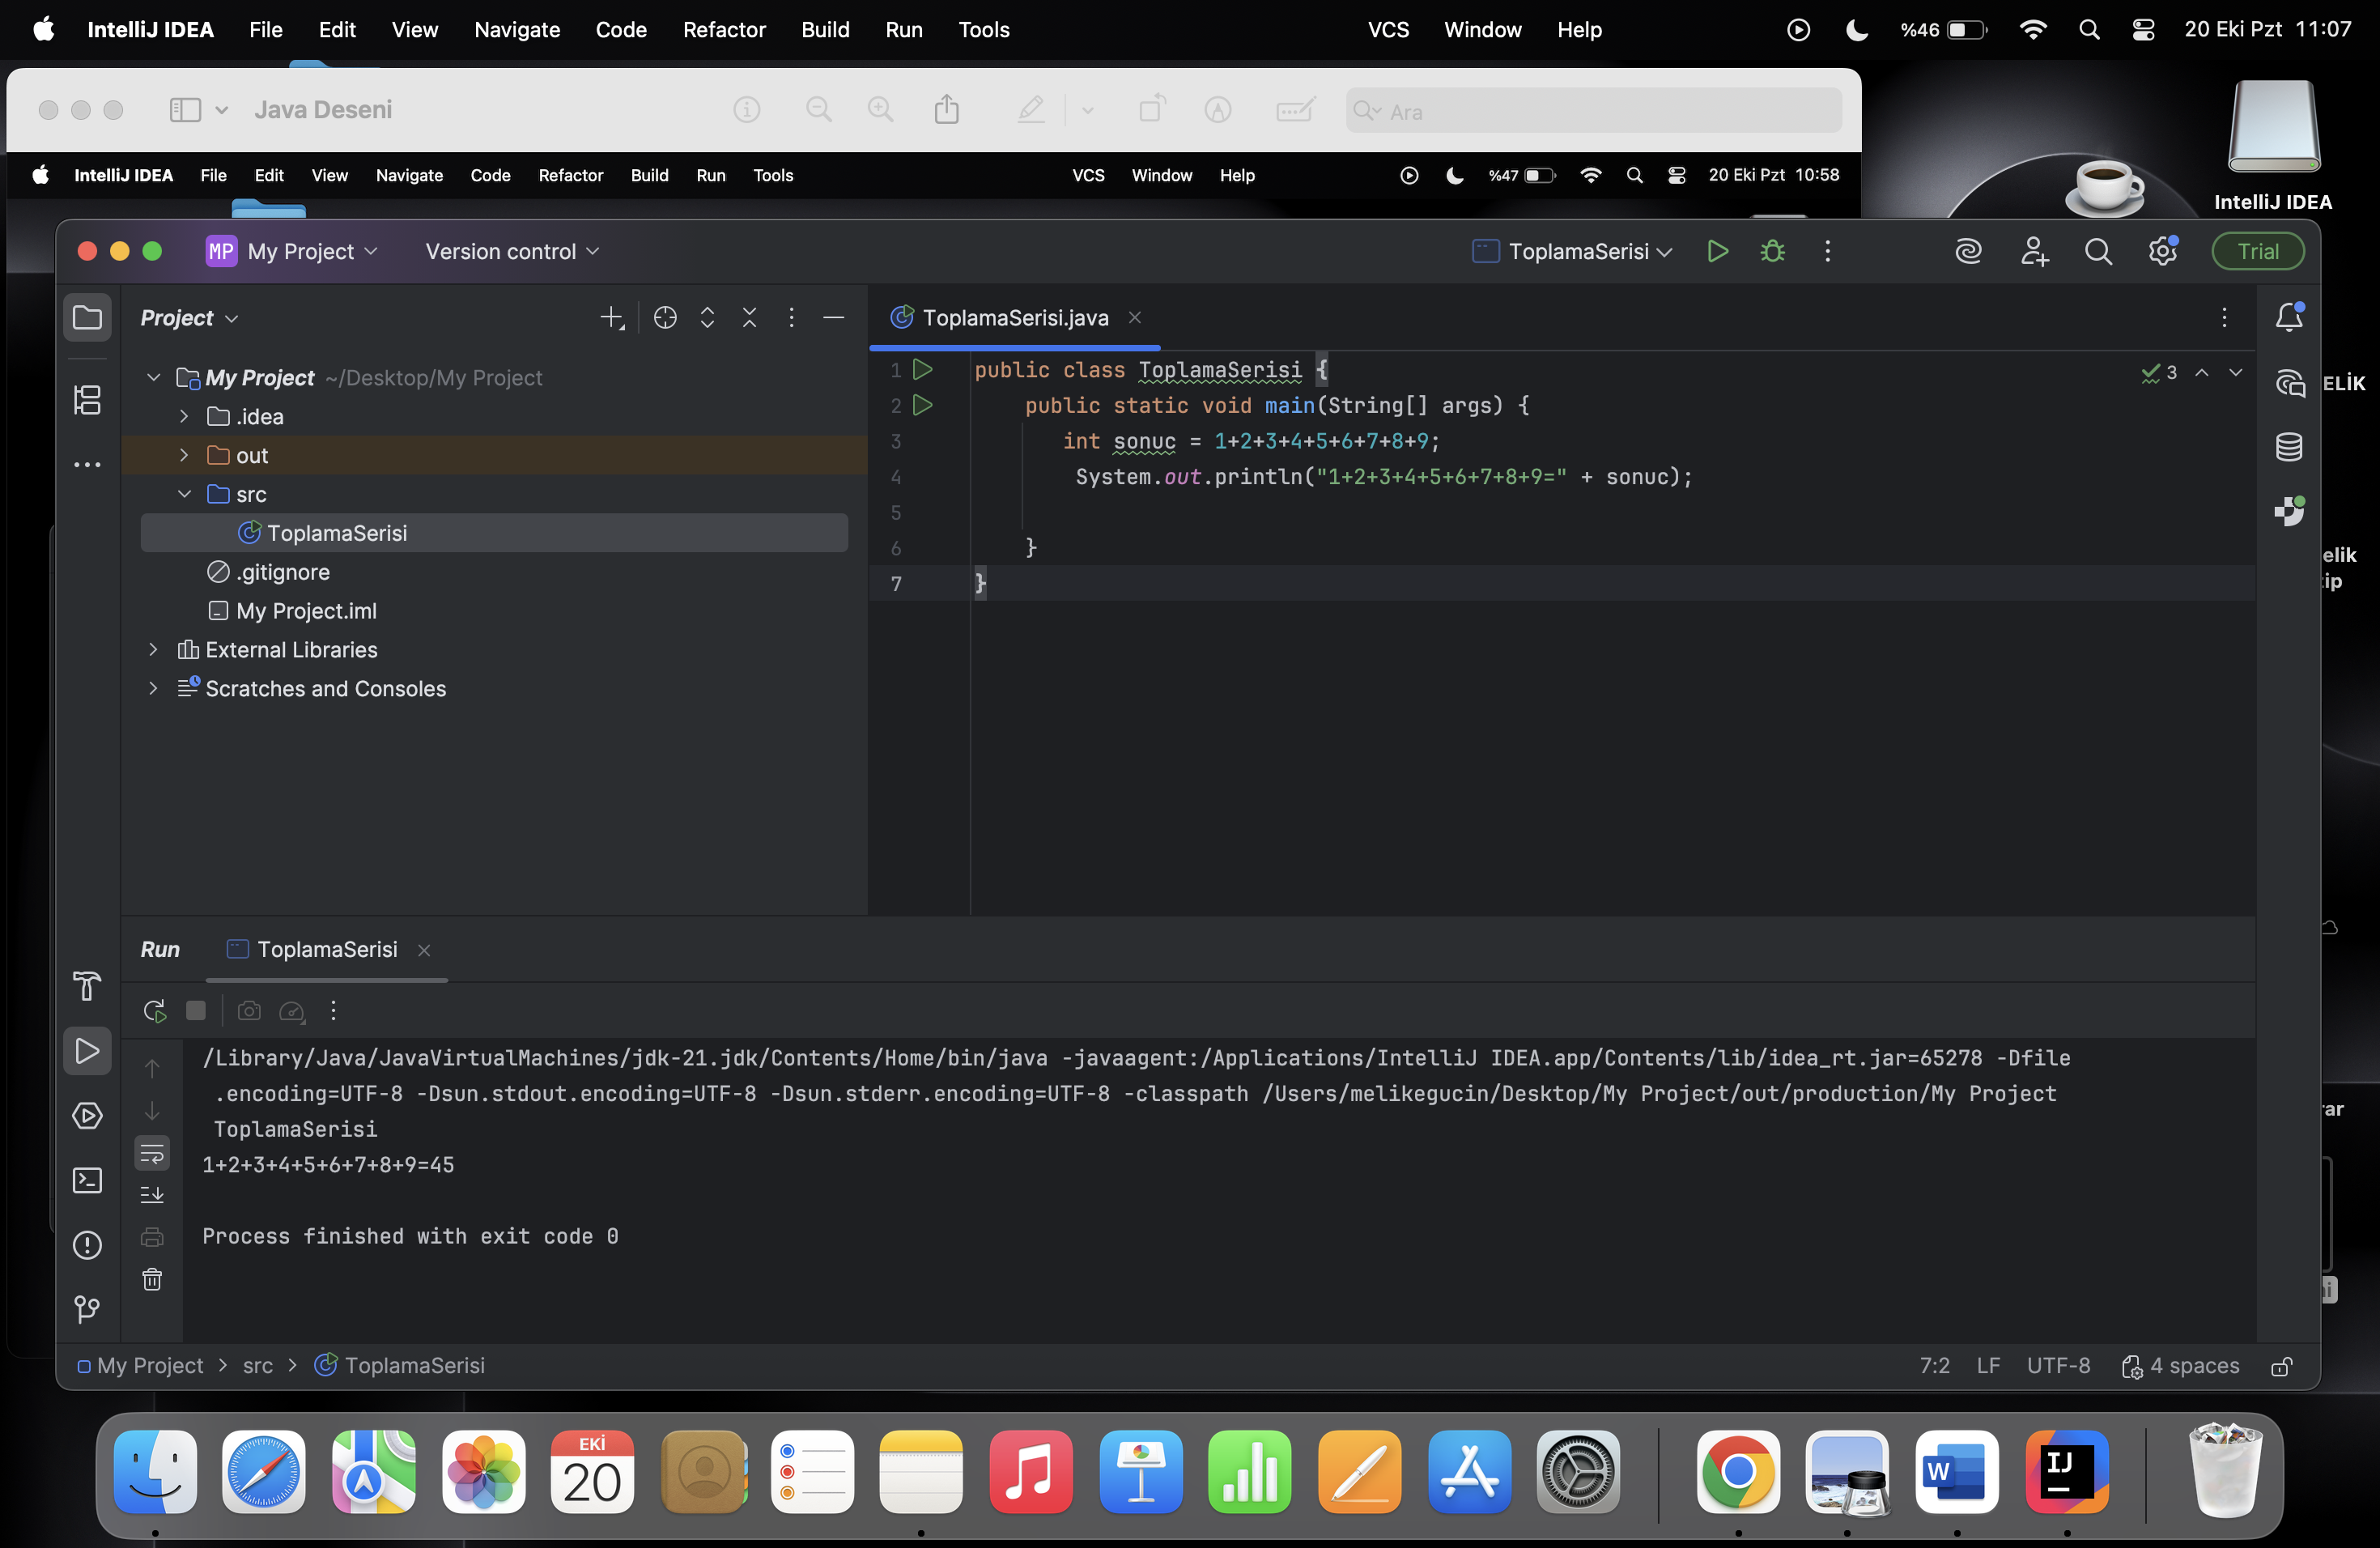 IntelliJ IDEA File Edit View Navigate Code Refactor Build Run Tools VCS Window Help %46 20 Eki Pzt 11:07
Java Deseni Ara
IntelliJ IDEA File Edit View Navigate Code Refactor Build Run Tools VCS Window Help %47 20 Eki Pzt 10:58
IntelliJ IDEA
MP My Project Version control ToplamaSerisi Trial
Project
ToplamaSerisi.java
My Project ~/Desktop/My Project
.idea
out
src
ToplamaSerisi
.gitignore
My Project.iml
External Libraries
Scratches and Consoles
1 public class ToplamaSerisi {
2 public static void main(String[] args) {
3 int sonuc = 1+2+3+4+5+6+7+8+9;
4 System.out.println("1+2+3+4+5+6+7+8+9=" + sonuc);
5
6 }
7 }
3
ELİK
elik
Run ToplamaSerisi
/Library/Java/JavaVirtualMachines/jdk-21.jdk/Contents/Home/bin/java -javaagent:/Applications/IntelliJ IDEA.app/Contents/lib/idea_rt.jar=65278 -Dfile
.encoding=UTF-8 -Dsun.stdout.encoding=UTF-8 -Dsun.stderr.encoding=UTF-8 -classpath /Users/melikegucin/Desktop/My Project/out/production/My Project
ToplamaSerisi
1+2+3+4+5+6+7+8+9=45
Process finished with exit code 0
My Project src ToplamaSerisi 7:2 LF UTF-8 4 spaces
EKİ
20
W
IJ